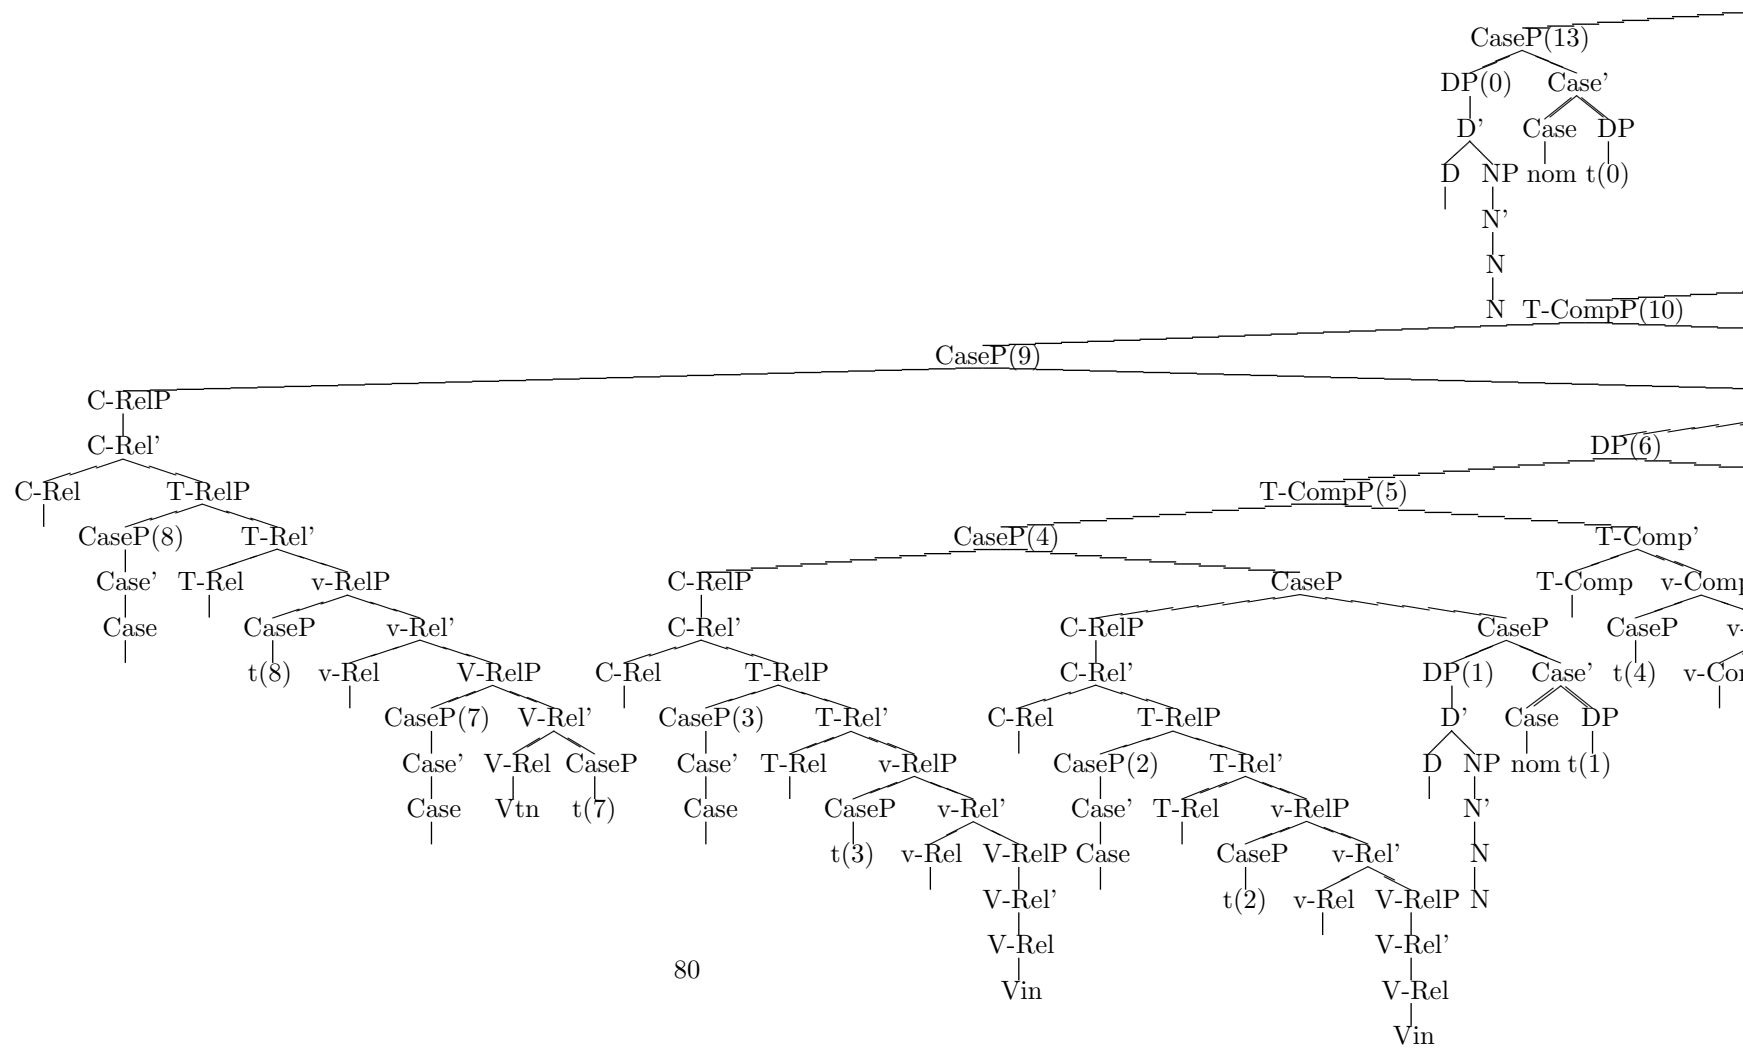 CaseP(13)
DP(0) Case'
D' Case DP
D NP nom t(0)
N'
N
N T-CompP(10)
CaseP(9)
C-RelP
C-Rel' DP(6)
C-Rel T-RelP T-CompP(5)
CaseP(8) T-Rel' CaseP(4) T-Comp'
Case' T-Rel v-RelP C-RelP CaseP T-Comp v-Comp
Case CaseP v-Rel' C-Rel' C-RelP CaseP CaseP v-
t(8) v-Rel V-RelP C-Rel T-RelP C-Rel' DP(1) Case' t(4) v-Con
CaseP(7) V-Rel' CaseP(3) T-Rel' C-Rel T-RelP D' Case DP
Case' V-Rel CaseP Case' T-Rel v-RelP CaseP(2) T-Rel' D NP nom t(1)
Case Vtn t(7) Case CaseP v-Rel' Case' T-Rel v-RelP N'
t(3) v-Rel V-RelP Case CaseP v-Rel' N
V-Rel' t(2) v-Rel V-RelP N
V-Rel V-Rel'
80
Vin V-Rel
Vin